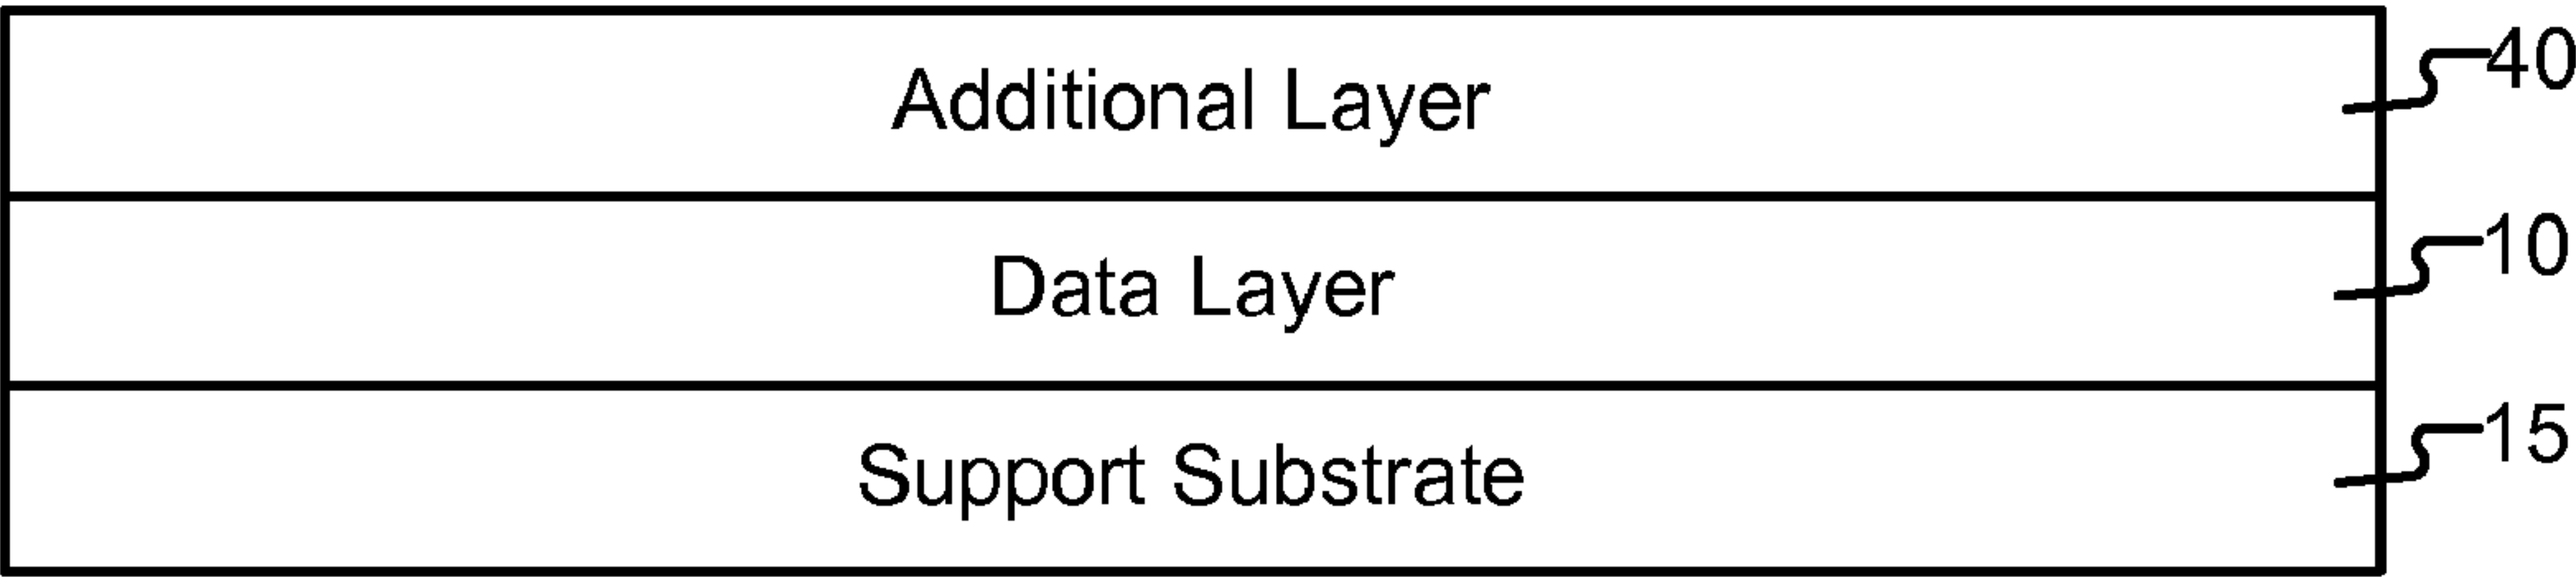 Additional Layer
40
Data Layer
10
Support Substrate
15